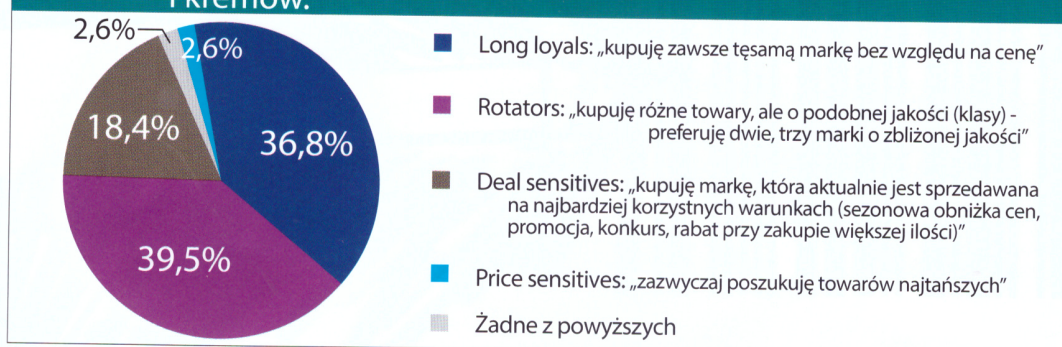 i kremów.
2,6%
2,6%
18,4%
36,8%
39,5%
Long loyals: „kupuję zawsze tęsamą markę bez względu na cenę”
Rotators: „kupuję różne towary, ale o podobnej jakości (klasy) -
preferuję dwie, trzy marki o zbliżonej jakości”
Deal sensitives: „kupuję markę, która aktualnie jest sprzedawana
na najbardziej korzystnych warunkach (sezonowa obniżka cen,
promocja, konkurs, rabat przy zakupie większej ilości)”
Price sensitives: „zazwyczaj poszukuję towarów najtańszych”
Żadne z powyższych